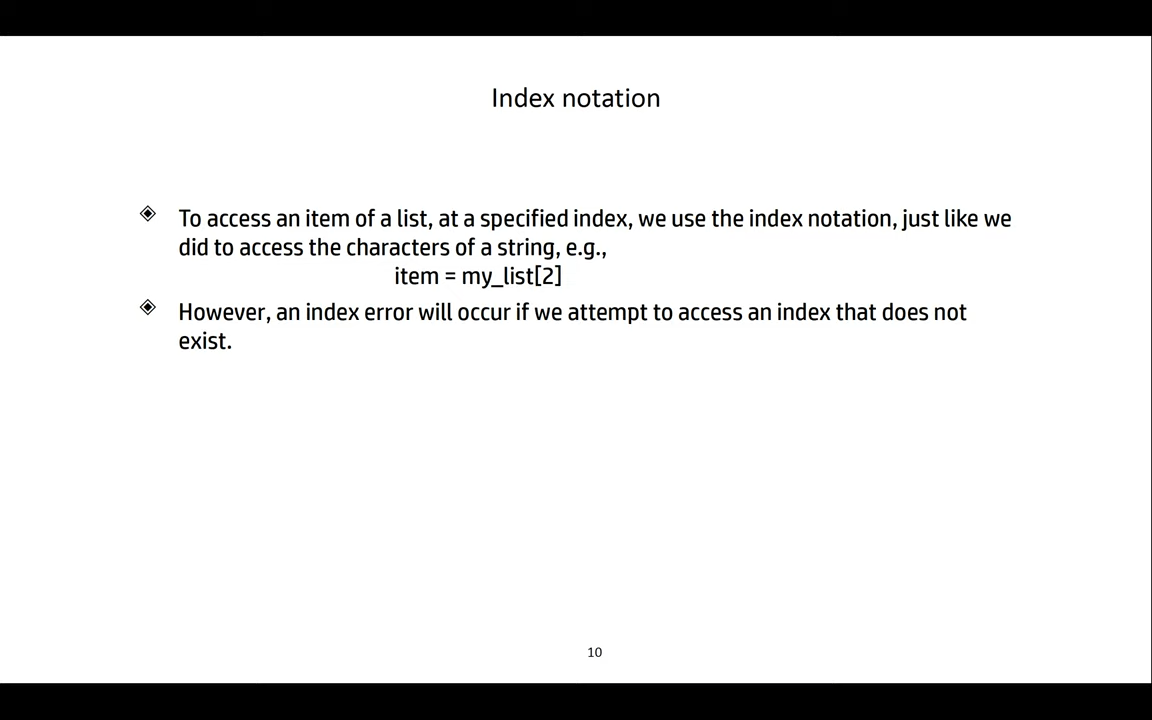 Index notation
To access an item of a list, at a specified index, we use the index notation, just like we
did to access the characters of a string, e.g.,
item = my_list[2]
However, an index error will occur if we attempt to access an index that does not
exist.
10